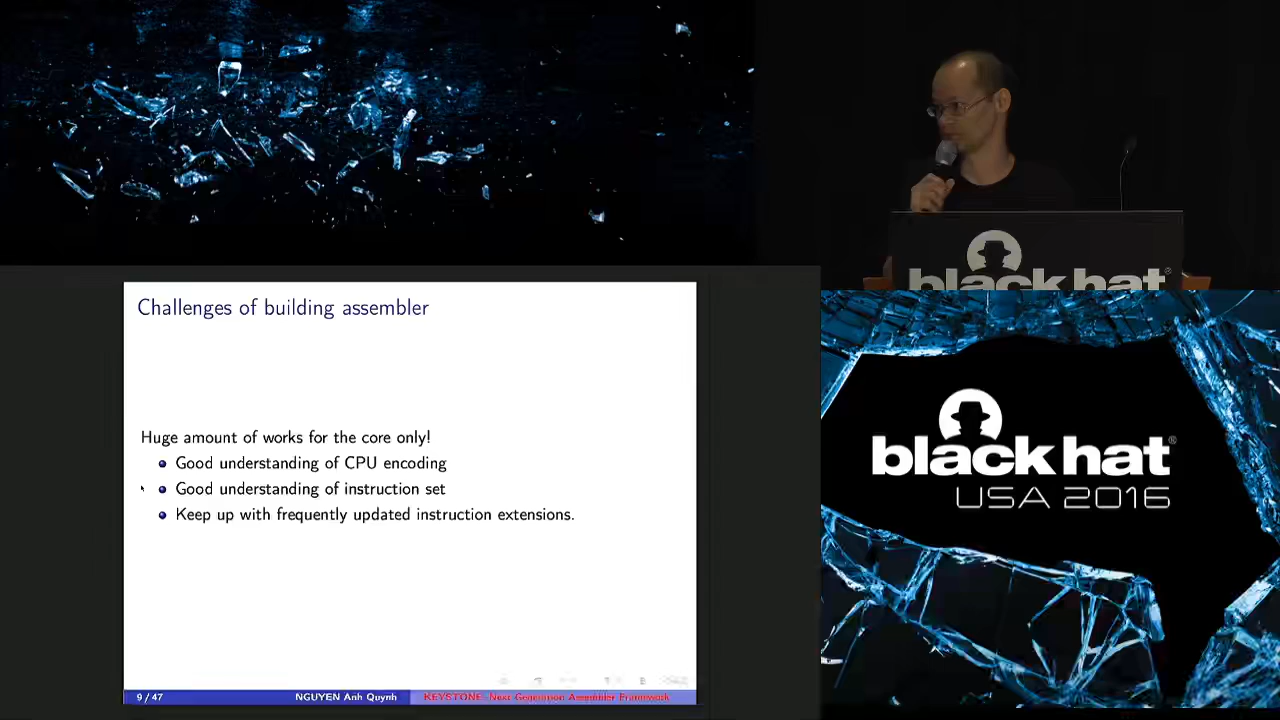 black hat®
Challenges of building assembler
Huge amount of works for the core only!
Good understanding of CPU encoding
Good understanding of instruction set
Keep up with frequently updated instruction extensions.
9 / 47
NGUYEN Anh Quynh
KEYSTONE: Next Generation Assembler Framework
black hat®
USA 2016